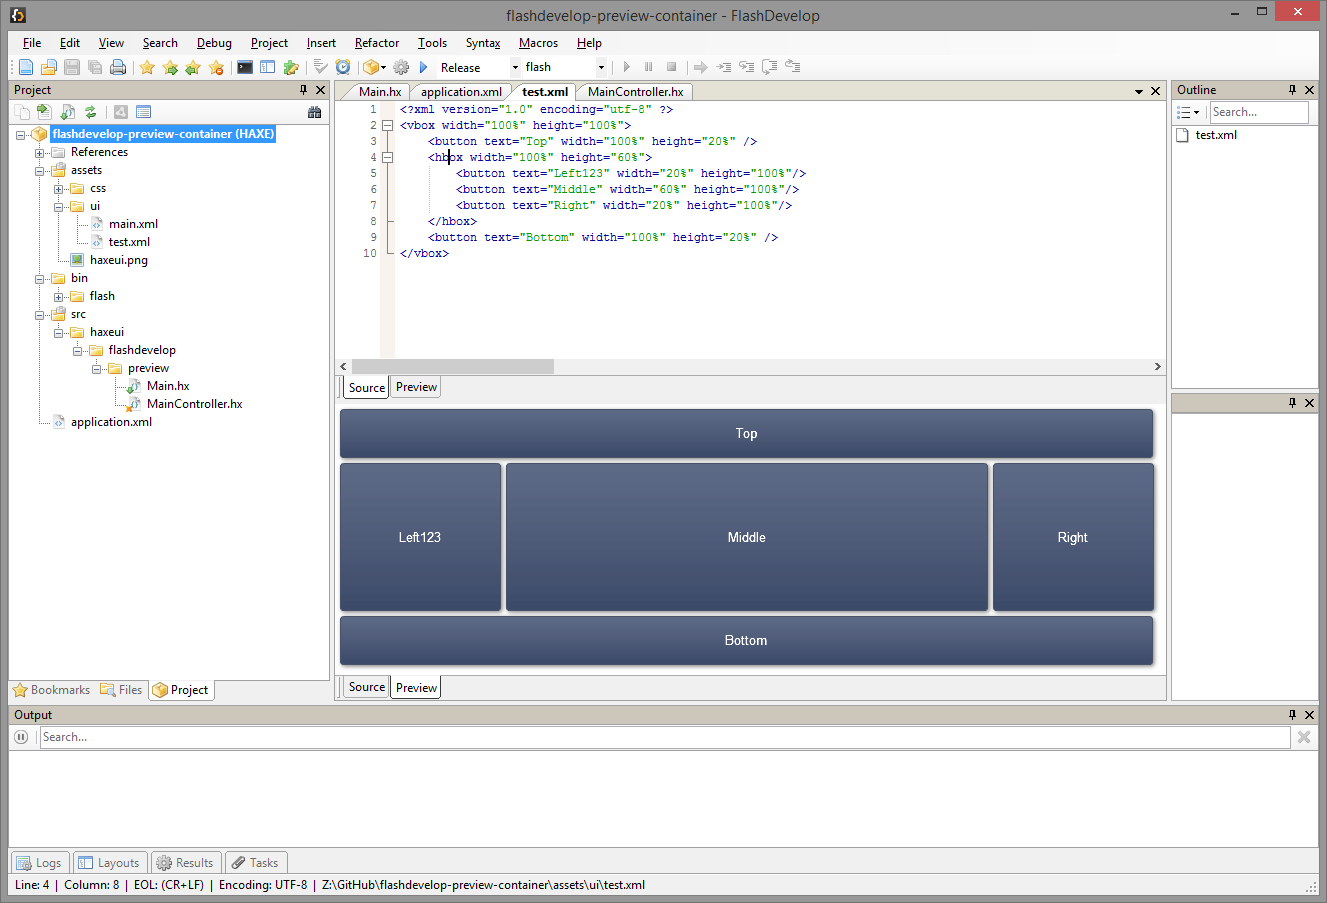 flashdevelop-preview-container - FlashDevelop
File Edit View Search Debug Project Insert Refactor Tools Syntax Macros Help
Release flash
Project
flashdevelop-preview-container (HAXE)
References
assets
css
ui
main.xml
test.xml
haxeui.png
bin
flash
src
haxeui
flashdevelop
preview
Main.hx
MainController.hx
application.xml
Bookmarks Files Project
Main.hx application.xml test.xml MainController.hx
1 <?xml version="1.0" encoding="utf-8" ?>
2 <vbox width="100%" height="100%">
3 <button text="Top" width="100%" height="20%" />
4 <hbox width="100%" height="60%">
5 <button text="Left123" width="20%" height="100%"/>
6 <button text="Middle" width="60%" height="100%"/>
7 <button text="Right" width="20%" height="100%"/>
8 </hbox>
9 <button text="Bottom" width="100%" height="20%" />
10 </vbox>
Source Preview
Top
Left123 Middle Right
Bottom
Source Preview
Outline
Search...
test.xml
Output
Search...
Logs Layouts Results Tasks
Line: 4 | Column: 8 | EOL: (CR+LF) | Encoding: UTF-8 | Z:\GitHub\flashdevelop-preview-container\assets\ui\test.xml